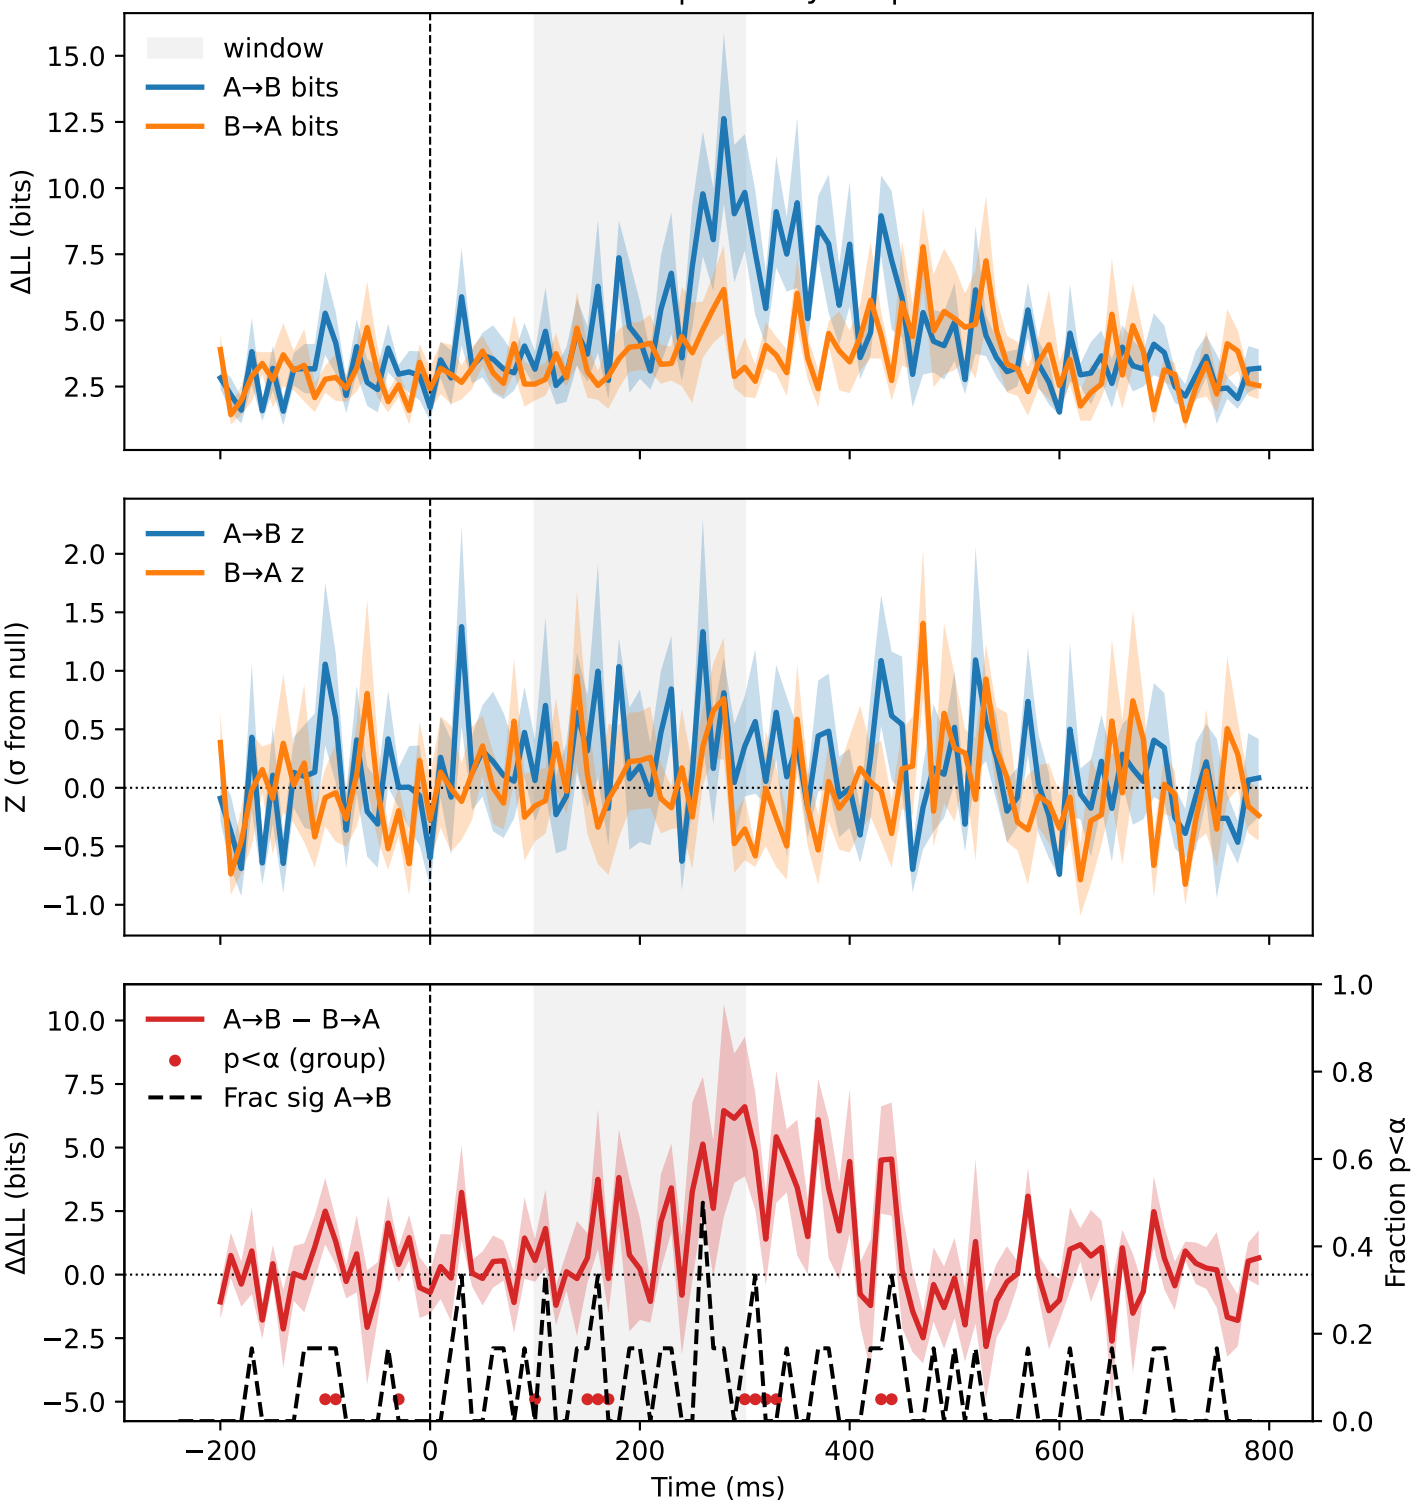 15.0
12.5
10.0
7.5
5.0
2.5
ΔLL (bits)
window
A→B bits
B→A bits
2.0
1.5
1.0
0.5
0.0
−0.5
−1.0
Z (σ from null)
A→B z
B→A z
10.0
7.5
5.0
2.5
0.0
−2.5
−5.0
ΔΔLL (bits)
A→B − B→A
p<α (group)
Frac sig A→B
1.0
0.8
0.6
0.4
0.2
0.0
Fraction p<α
−200
0
200
400
600
800
Time (ms)